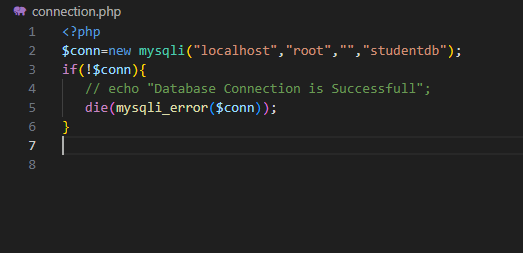 connection.php
1 <?php
2 $conn=new mysqli("localhost","root","","studentdb");
3 if(!$conn){
4 // echo "Database Connection is Successfull";
5 die(mysqli_error($conn));
6 }
7
8